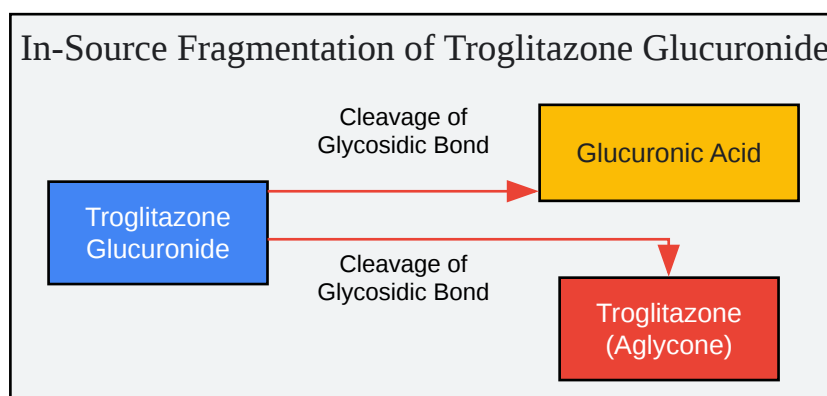 In-Source Fragmentation of Troglitazone Glucuronide
Cleavage of
Glycosidic Bond
Glucuronic Acid
Troglitazone
Glucuronide
Cleavage of
Glycosidic Bond
Troglitazone
(Aglycone)